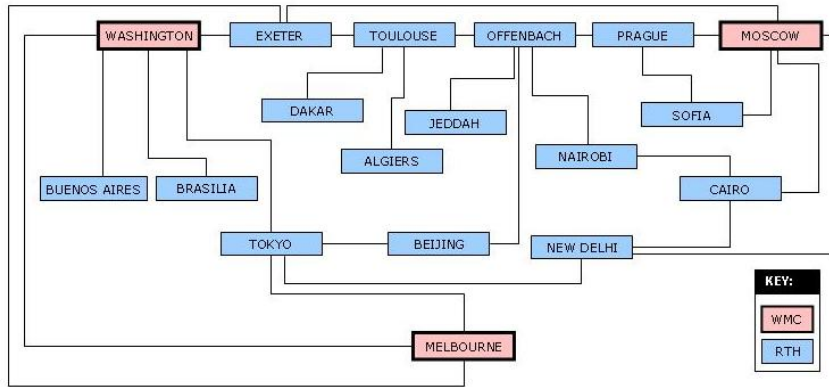 WASHINGTON
EXETER
TOULOUSE
OFFENBACH
PRAGUE
MOSCOW
DAKAR
JEDDAH
SOFIA
ALGIERS
NAIROBI
BUENOS AIRES
BRASILIA
CAIRO
TOKYO
BEIJING
NEW DELHI
KEY:
WMC
RTH
MELBOURNE